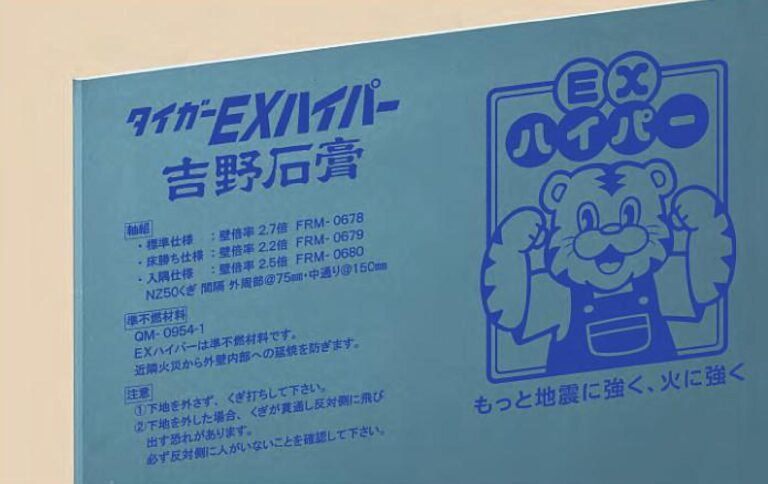 タイガーEXハイパー
吉野石膏
軸組
・標準仕様 ：壁倍率 2.7倍 FRM-0678
・床勝ち仕様：壁倍率 2.2倍 FRM-0679
・入隅仕様 ：壁倍率 2.5倍 FRM-0680
NZ50くぎ 間隔 外周部@75㎜・中通り@150㎜
準不燃材料
QM-0954-1
EXハイパーは準不燃材料です。
近隣火災から外壁内部への延焼を防ぎます。
注意
①下地を外さず、くぎ打ちして下さい。
②下地を外した場合、くぎが貫通し反対側に飛び
出す恐れがあります。
必ず反対側に人がいないことを確認して下さい。
EX
ハイパー
もっと地震に強く、火に強く